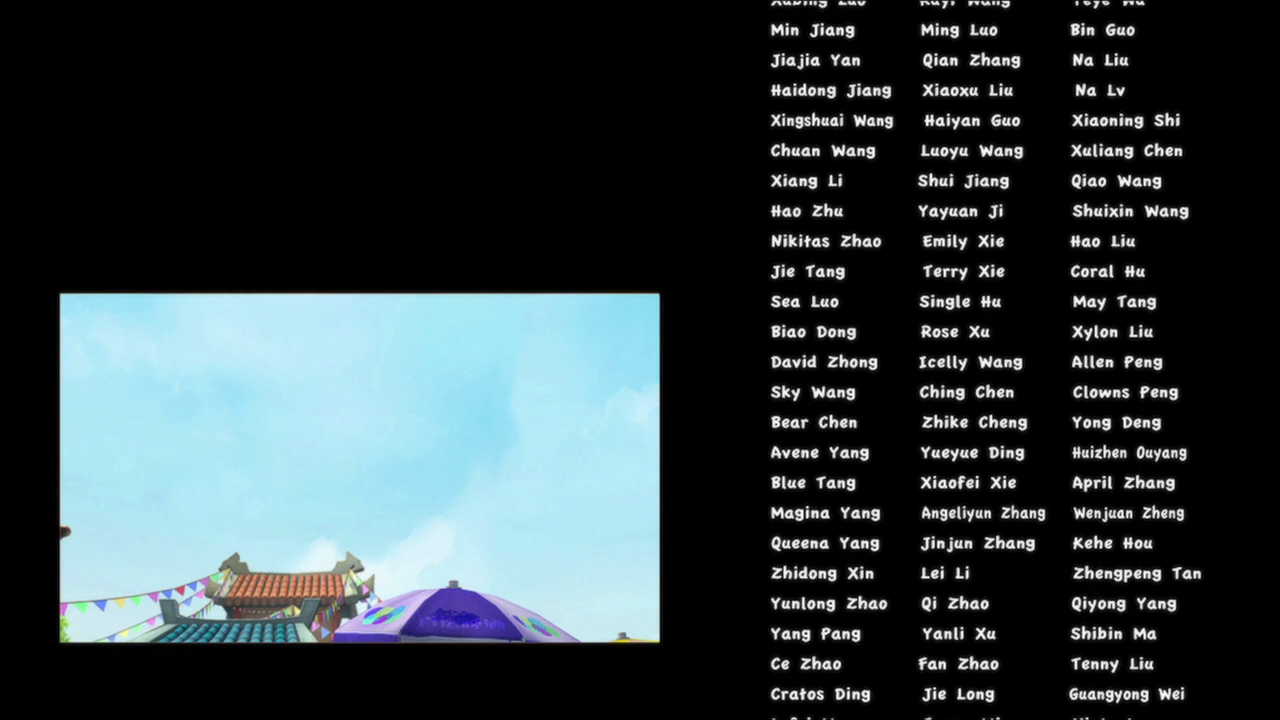 Min Jiang Ming Luo Bin Guo
Jiajia Yan Qian Zhang Na Liu
Haidong Jiang Xiaoxu Liu Na Lv
Xingshuai Wang Haiyan Guo Xiaoning Shi
Chuan Wang Luoyu Wang Xuliang Chen
Xiang Li Shui Jiang Qiao Wang
Hao Zhu Yayuan Ji Shuixin Wang
Nikitas Zhao Emily Xie Hao Liu
Jie Tang Terry Xie Coral Hu
Sea Luo Single Hu May Tang
Biao Dong Rose Xu Xylon Liu
David Zhong Icelly Wang Allen Peng
Sky Wang Ching Chen Clowns Peng
Bear Chen Zhike Cheng Yong Deng
Avene Yang Yueyue Ding Huizhen Ouyang
Blue Tang Xiaofei Xie April Zhang
Magina Yang Angeliyun Zhang Wenjuan Zheng
Queena Yang Jinjun Zhang Kehe Hou
Zhidong Xin Lei Li Zhengpeng Tan
Yunlong Zhao Qi Zhao Qiyong Yang
Yang Pang Yanli Xu Shibin Ma
Ce Zhao Fan Zhao Tenny Liu
Cratos Ding Jie Long Guangyong Wei